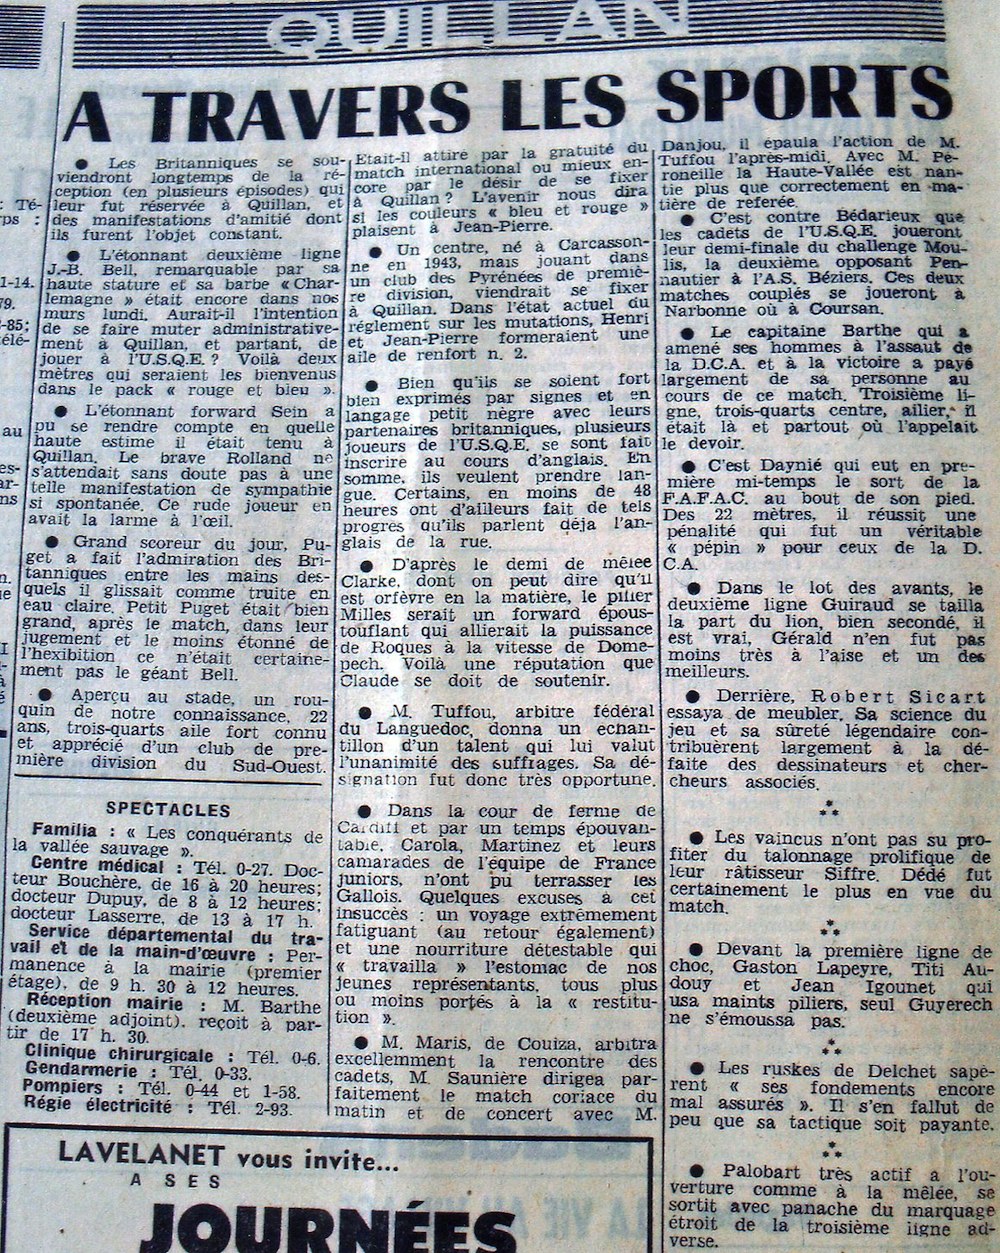 QUILLAN
A TRAVERS LES SPORTS
● Les Britanniques se sou-
viendront longtemps de la ré-
ception (en plusieurs épisodes) qui
leur fut réservée à Quillan, et
des manifestations d'amitié dont
ils furent l'objet constant.
● L'étonnant deuxième ligne
J.-B. Bell, remarquable par sa
haute stature et sa barbe « Char-
lemagne » était encore dans nos
murs lundi. Aurait-il l'intention
de se faire muter administrative-
ment à Quillan, et partant, de
jouer à l'U.S.Q.E. ? Voilà deux
mètres qui seraient les bienvenus
dans le pack « rouge et bleu ».
● L'étonnant forward Sein a
pu se rendre compte en quelle
haute estime il était tenu à
Quillan. Le brave Rolland ne
s'attendait sans doute pas à une
telle manifestation de sympathie
si spontanée. Ce rude joueur en
avait la larme à l'œil.
● Grand scoreur du jour, Pu-
get a fait l'admiration des Bri-
tanniques entre les mains des-
quels il glissait comme truite en
eau claire. Petit Puget était bien
grand, après le match, dans leur
jugement et le moins étonné de
l'hexibition ce n'était certaine-
ment pas le géant Bell.
● Aperçu au stade, un rou-
quin de notre connaissance, 22
ans, trois-quarts aile fort connu
et apprécié d'un club de pre-
mière division du Sud-Ouest.
Etait-il attiré par la gratuité du
match international ou mieux en-
core par le désir de se fixer
à Quillan ? L'avenir nous dira
si les couleurs « bleu et rouge »
plaisent à Jean-Pierre.
● Un centre, né à Carcasson-
ne en 1943, mais jouant dans
un club des Pyrénées de premiè-
re division, viendrait se fixer
à Quillan. Dans l'état actuel du
réglement sur les mutations, Henri
et Jean-Pierre formeraient une
aile de renfort n. 2.
● Bien qu'ils se soient fort
bien exprimés par signes et en
langage petit nègre avec leurs
partenaires britanniques, plusieurs
joueurs de l'U.S.Q.E. se sont fait
inscrire au cours d'anglais. En
somme, ils veulent prendre lan-
gue. Certains, en moins de 48
heures ont d'ailleurs fait de tels
progrès qu'ils parlent déja l'an-
glais de la rue.
● D'après le demi de mêlée
Clarke, dont on peut dire qu'il
est orfèvre en la matière, le pilier
Milles serait un forward épous-
touflant qui allierait la puissance
de Roques à la vitesse de Dome-
pech. Voilà une réputation que
Claude se doit de soutenir.
● M. Tuffou, arbitre fédéral
du Languedoc, donna un échan-
tillon d'un talent qui lui valut
l'unanimité des suffrages. Sa dé-
signation fut donc très opportune.
● Dans la cour de ferme de
Cardiff et par un temps épouvan-
table, Carola, Martinez et leurs
camarades de l'équipe de France
juniors, n'ont pu terrasser les
Gallois. Quelques excuses à cet
insuccès : un voyage extrêmement
fatiguant (au retour également)
et une nourriture détestable qui
« travailla » l'estomac de nos
jeunes représentants, tous plus
ou moins portés à la « restitu-
tion ».
● M. Maris, de Couiza, arbitra
excellemment la rencontre des
cadets, M. Saunière dirigea par-
faitement le match coriace du
matin et de concert avec M.
Danjou, il épaula l'action de M.
Tuffou l'après-midi. Avec M. Pé-
roneille la Haute-Vallée est nan-
tie plus que correctement en ma-
tière de referée.
● C'est contre Bédarieux que
les cadets de l'U.S.Q.E. joueront
leur demi-finale du challenge Mou-
lis, la deuxième opposant Pen-
nautier à l'A.S. Béziers. Ces deux
matches couplés se joueront à
Narbonne où à Coursan.
● Le capitaine Barthe qui a
amené ses hommes à l'assaut de
la D.C.A. et à la victoire a payé
largement de sa personne au
cours de ce match. Troisième li-
gne, trois-quarts centre, ailier, il
était là et partout où l'appelait
le devoir.
● C'est Daynié qui eut en pre-
mière mi-temps le sort de la
F.A.F.A.C. au bout de son pied.
Des 22 mètres, il réussit une
pénalité qui fut un véritable
« pépin » pour ceux de la D.
C.A.
● Dans le lot des avants, le
deuxième ligne Guiraud se tailla
la part du lion, bien secondé, il
est vrai, Gérald n'en fut pas
moins très à l'aise et un des
meilleurs.
● Derrière, Robert Sicart
essaya de meubler. Sa science du
jeu et sa sûreté légendaire con-
tribuèrent largement à la dé-
faite des dessinateurs et cher-
cheurs associés.
⁂
● Les vaincus n'ont pas su pro-
fiter du talonnage prolifique de
leur râtisseur Siffre. Dédé fut
certainement le plus en vue du
match.
⁂
● Devant la première ligne de
choc, Gaston Lapeyre, Titi Au-
douy et Jean Igounet qui
usa maints piliers, seul Guyerech
ne s'émoussa pas.
⁂
● Les ruskes de Delchet sapè-
rent « ses fondements encore
mal assurés ». Il s'en fallut de
peu que sa tactique soit payante.
⁂
● Palobart très actif a l'ou-
verture comme à la mêlée, se
sortit avec panache du marquage
étroit de la troisième ligne ad-
verse.
SPECTACLES
Familia : « Les conquérants de
la vallée sauvage ».
Centre médical : Tél. 0-27. Doc-
teur Bouchère, de 16 à 20 heures;
docteur Dupuy, de 8 à 12 heures;
docteur Lasserre, de 13 à 17 h.
Service départemental du tra-
vail et de la main-d'œuvre : Per-
manence à la mairie (premier
étage), de 9 h. 30 à 12 heures.
Réception mairie : M. Barthe
(deuxième adjoint), reçoit à par-
tir de 17 h. 30.
Clinique chirurgicale : Tél. 0-6.
Gendarmerie : Tél. 0-33.
Pompiers : Tél. 0-44 et 1-58.
Régie électricité : Tél. 2-93.
LAVELANET vous invite...
A SES
JOURNÉES